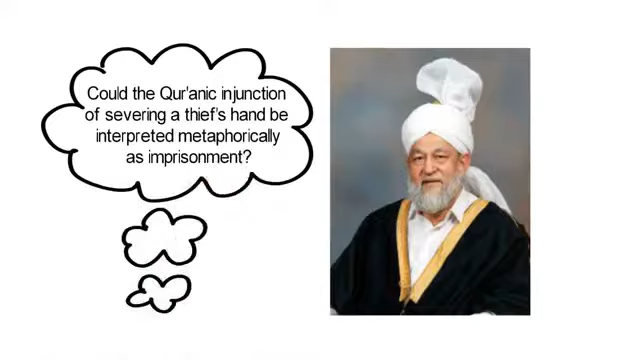 Could the Qur'anic injunction
of severing a thief's hand be
interpreted metaphorically
as imprisonment?